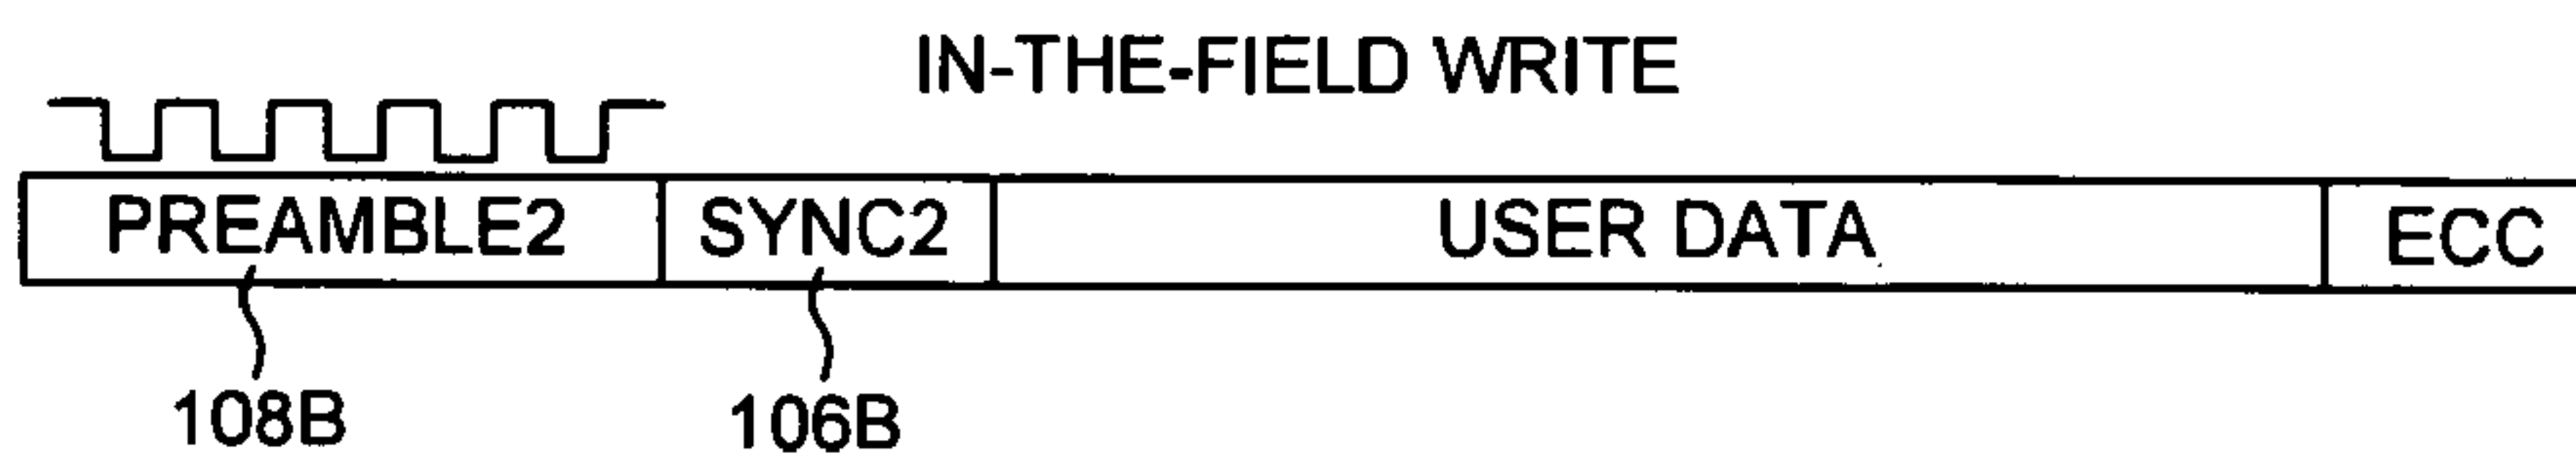 IN-THE-FIELD WRITE
PREAMBLE2 SYNC2 USER DATA ECC
108B 106B